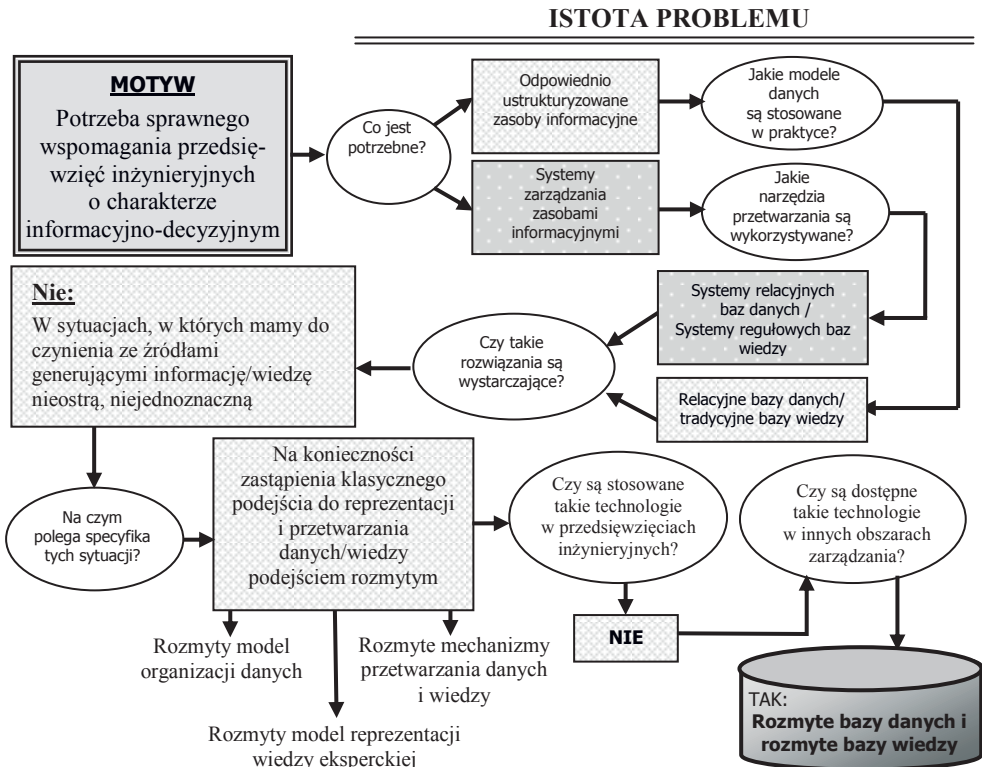 ISTOTA PROBLEMU
MOTYW
Potrzeba sprawnego
wspomagania przedsię-
wzięć inżynieryjnych
o charakterze
informacyjno-decyzyjnym
Co jest
potrzebne?
Odpowiednio
ustrukturyzowane
zasoby informacyjne
Jakie modele
danych
są stosowane
w praktyce?
Systemy
zarządzania
zasobami
informacyjnymi
Jakie
narzędzia
przetwarzania są
wykorzystywane?
Systemy relacyjnych
baz danych /
Systemy regułowych baz
wiedzy
Relacyjne bazy danych/
tradycyjne bazy wiedzy
Czy takie
rozwiązania są
wystarczające?
Nie:
W sytuacjach, w których mamy do
czynienia ze źródłami
generującymi informację/wiedzę
nieostrą, niejednoznaczną
Na czym
polega specyfika
tych sytuacji?
Na konieczności
zastąpienia klasycznego
podejścia do reprezentacji
i przetwarzania
danych/wiedzy
podejściem rozmytym
Rozmyty model
organizacji danych
Rozmyty model reprezentacji
wiedzy eksperckiej
Rozmyte mechanizmy
przetwarzania danych
i wiedzy
Czy są stosowane
takie technologie
w przedsięwzięciach
inżynieryjnych?
NIE
Czy są dostępne
takie technologie
w innych obszarach
zarządzania?
TAK:
Rozmyte bazy danych i
rozmyte bazy wiedzy